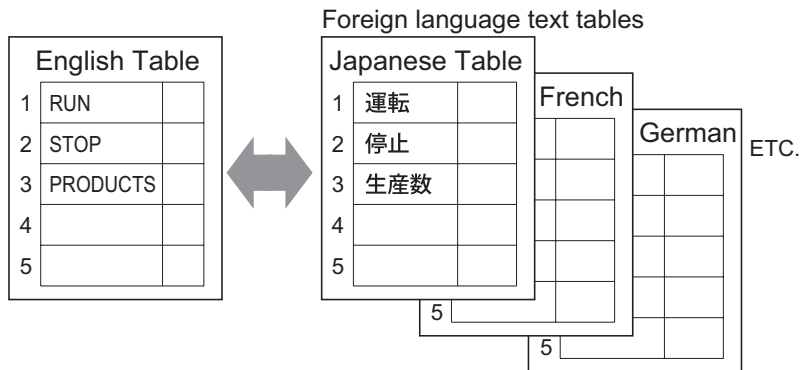 Foreign language text tables
English Table
1 RUN
2 STOP
3 PRODUCTS
4
5
Japanese Table
1 運転
2 停止
3 生産数
4
5
French
5
German
5
ETC.